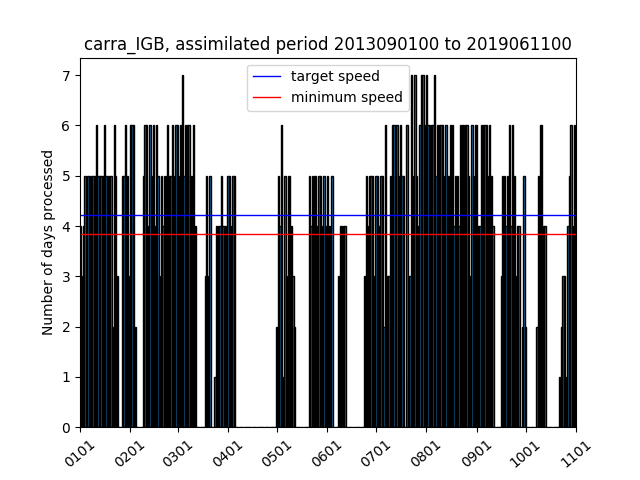 carra_IGB, assimilated period 2013090100 to 2019061100
target speed
minimum speed
Number of days processed
7
6
5
4
3
2
1
0
0101 0201 0301 0401 0501 0601 0701 0801 0901 1001 1101